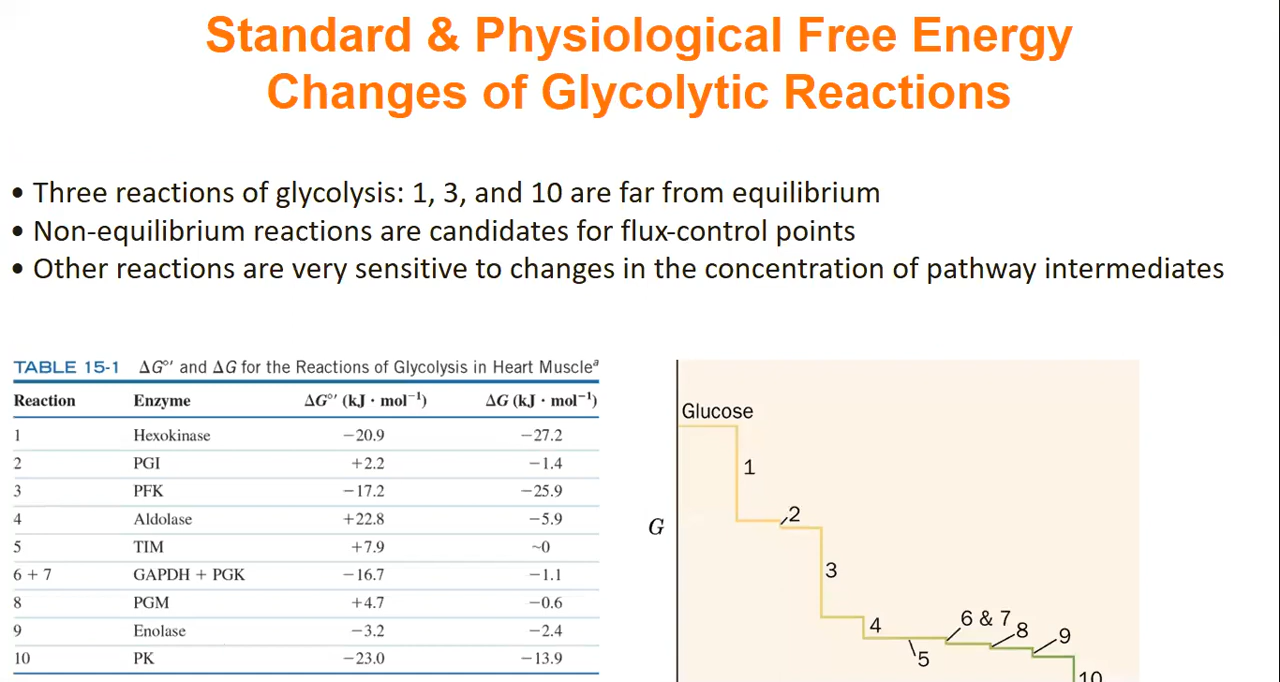 Standard & Physiological Free Energy
Changes of Glycolytic Reactions
• Three reactions of glycolysis: 1, 3, and 10 are far from equilibrium
• Non-equilibrium reactions are candidates for flux-control points
• Other reactions are very sensitive to changes in the concentration of pathway intermediates
TABLE 15-1 ΔG°′ and ΔG for the Reactions of Glycolysis in Heart Muscleᵃ
Reaction Enzyme ΔG°′ (kJ · mol⁻¹) ΔG (kJ · mol⁻¹)
1 Hexokinase −20.9 −27.2
2 PGI +2.2 −1.4
3 PFK −17.2 −25.9
4 Aldolase +22.8 −5.9
5 TIM +7.9 ~0
6 + 7 GAPDH + PGK −16.7 −1.1
8 PGM +4.7 −0.6
9 Enolase −3.2 −2.4
10 PK −23.0 −13.9
Glucose
1
2
G
3
4
5
6 & 7
8
9
10